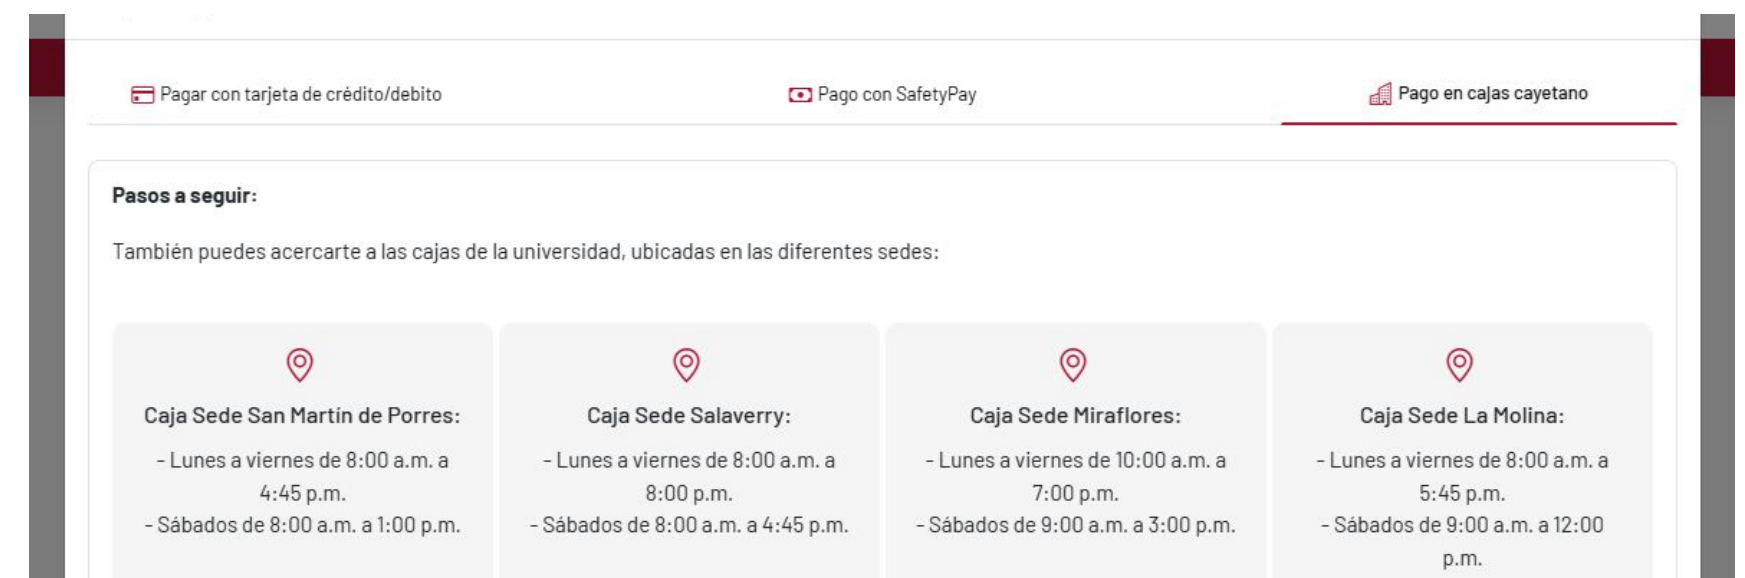 Pagar con tarjeta de crédito/debito
Pago con SafetyPay
Pago en cajas cayetano
Pasos a seguir:
También puedes acercarte a las cajas de la universidad, ubicadas en las diferentes sedes:
Caja Sede San Martín de Porres:
- Lunes a viernes de 8:00 a.m. a
4:45 p.m.
- Sábados de 8:00 a.m. a 1:00 p.m.
Caja Sede Salaverry:
- Lunes a viernes de 8:00 a.m. a
8:00 p.m.
- Sábados de 8:00 a.m. a 4:45 p.m.
Caja Sede Miraflores:
- Lunes a viernes de 10:00 a.m. a
7:00 p.m.
- Sábados de 9:00 a.m. a 3:00 p.m.
Caja Sede La Molina:
- Lunes a viernes de 8:00 a.m. a
5:45 p.m.
- Sábados de 9:00 a.m. a 12:00
p.m.